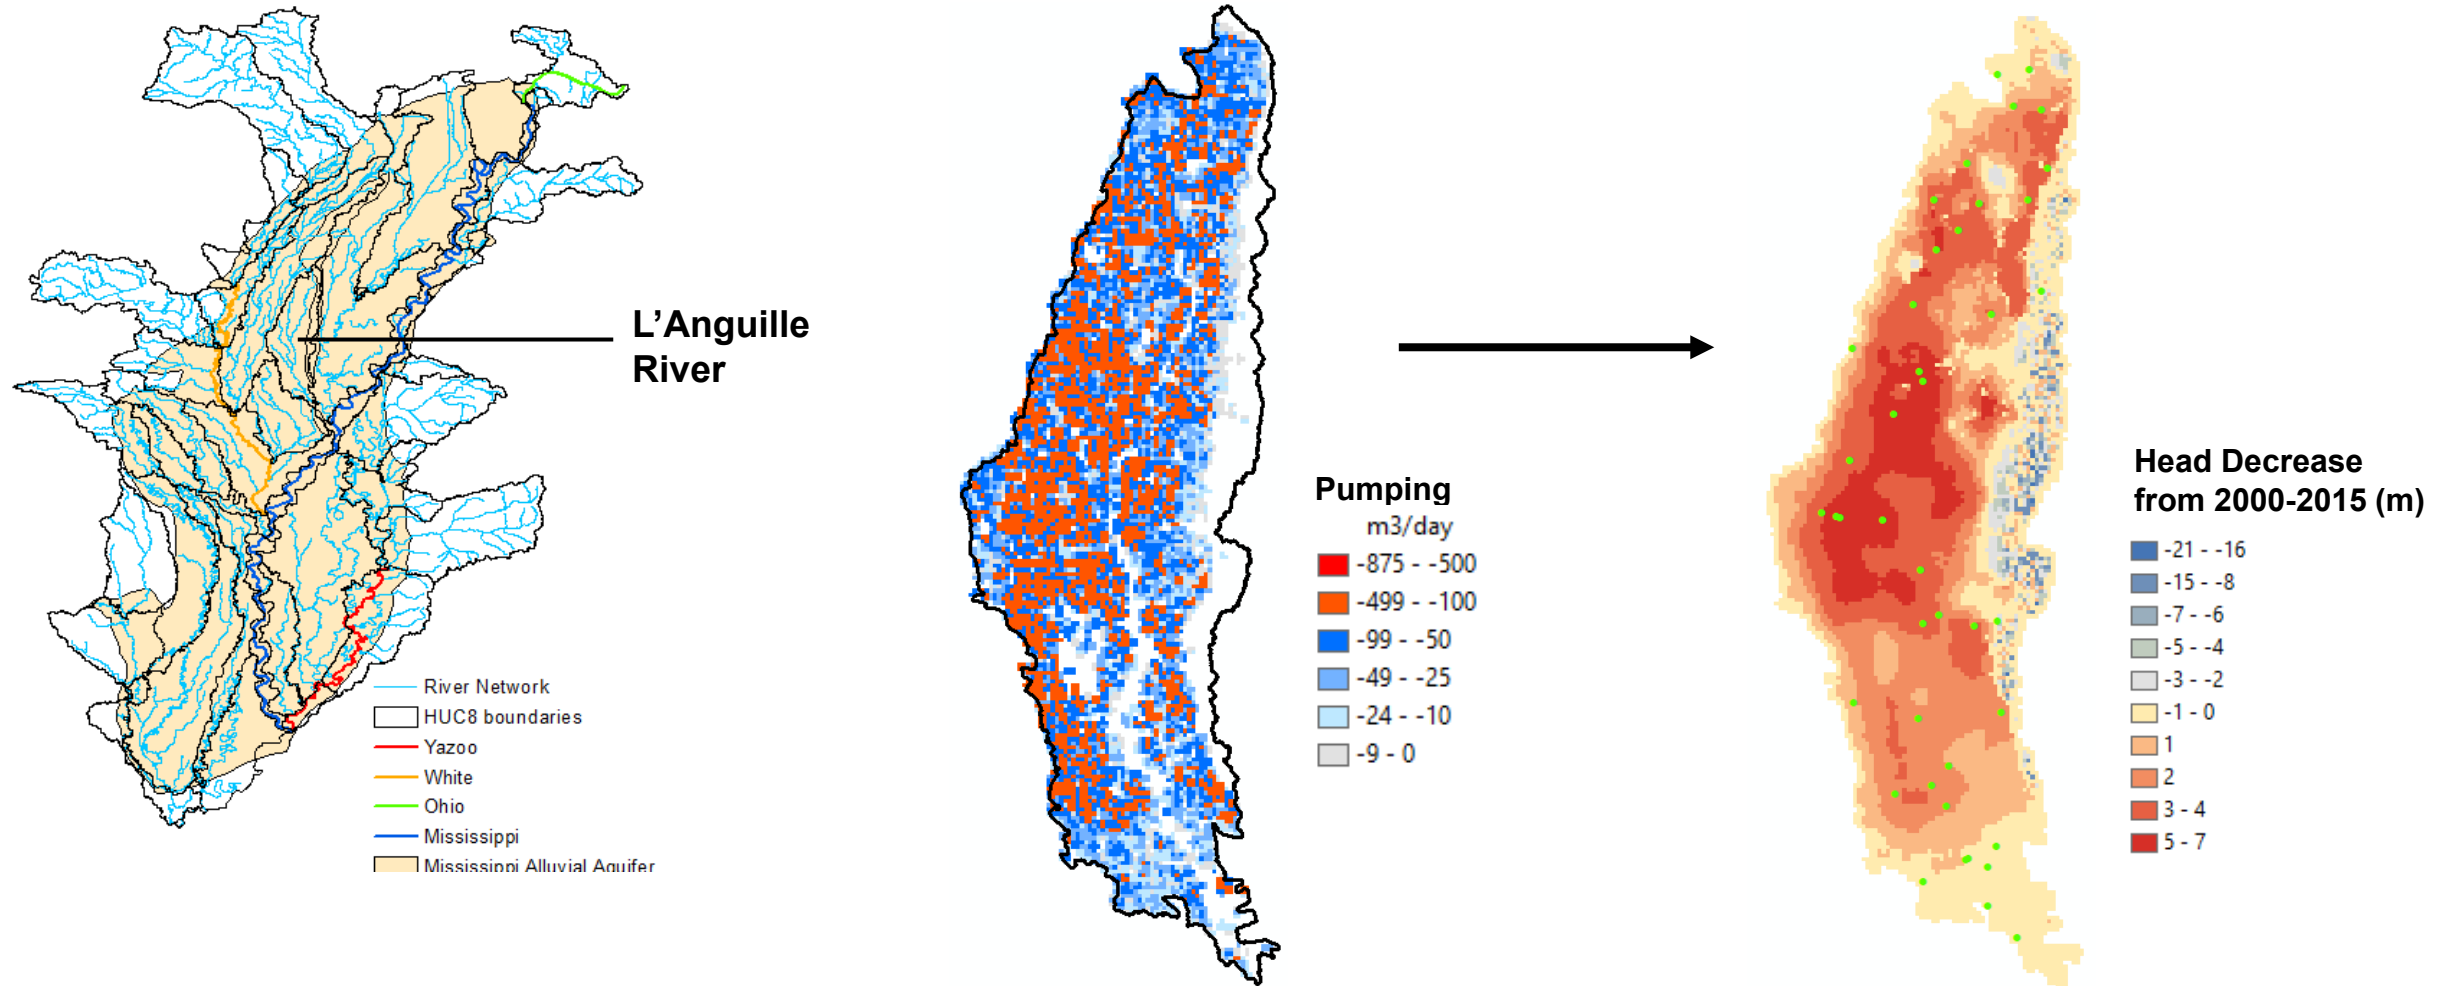 L’Anguille
River
River Network
HUC8 boundaries
Yazoo
White
Ohio
Mississippi
Mississippi Alluvial Aquifer
Pumping
m3/day
-875 - -500
-499 - -100
-99 - -50
-49 - -25
-24 - -10
-9 - 0
Head Decrease
from 2000-2015 (m)
-21 - -16
-15 - -8
-7 - -6
-5 - -4
-3 - -2
-1 - 0
1
2
3 - 4
5 - 7